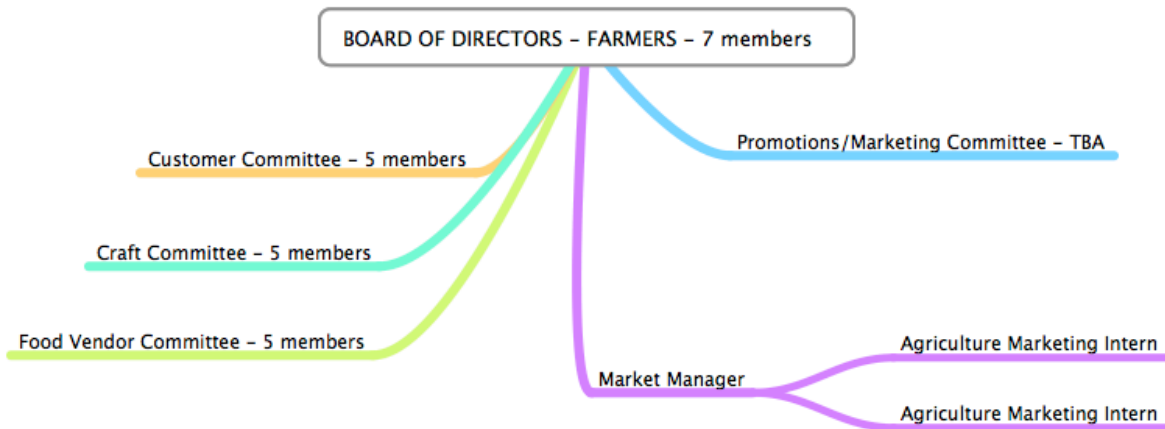 BOARD OF DIRECTORS – FARMERS – 7 members
Promotions/Marketing Committee – TBA
Customer Committee – 5 members
Craft Committee – 5 members
Food Vendor Committee – 5 members
Agriculture Marketing Intern
Market Manager
Agriculture Marketing Intern